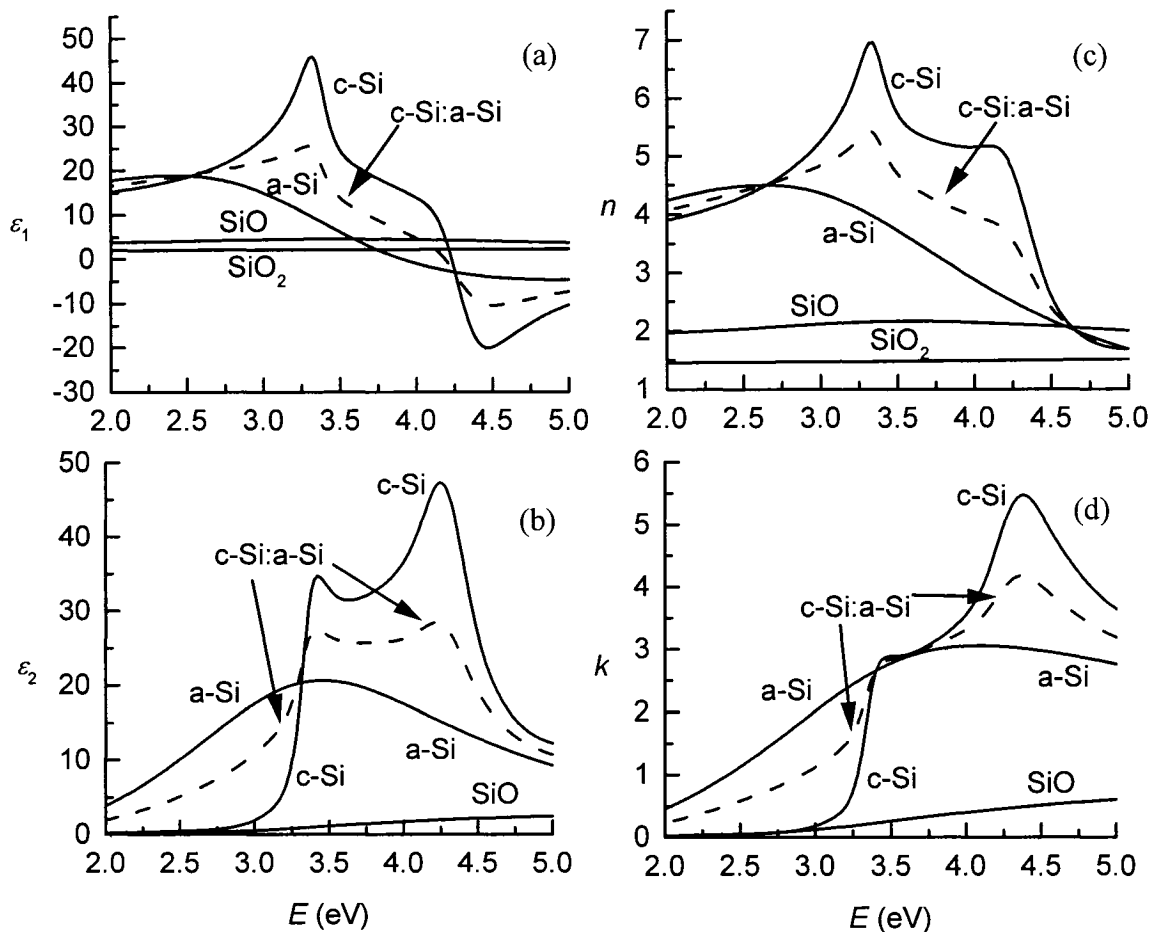 50
40
30
20
10
0
-10
-20
-30
ε1
(a)
c-Si
c-Si:a-Si
a-Si
SiO
SiO2
2.0 2.5 3.0 3.5 4.0 4.5 5.0
7
6
5
4
3
2
1
n
(c)
c-Si
c-Si:a-Si
a-Si
SiO
SiO2
2.0 2.5 3.0 3.5 4.0 4.5 5.0
50
40
30
20
10
0
ε2
(b)
c-Si
c-Si:a-Si
a-Si
a-Si
c-Si
SiO
2.0 2.5 3.0 3.5 4.0 4.5 5.0
E (eV)
6
5
4
3
2
1
0
k
(d)
c-Si
c-Si:a-Si
a-Si
a-Si
c-Si
SiO
2.0 2.5 3.0 3.5 4.0 4.5 5.0
E (eV)